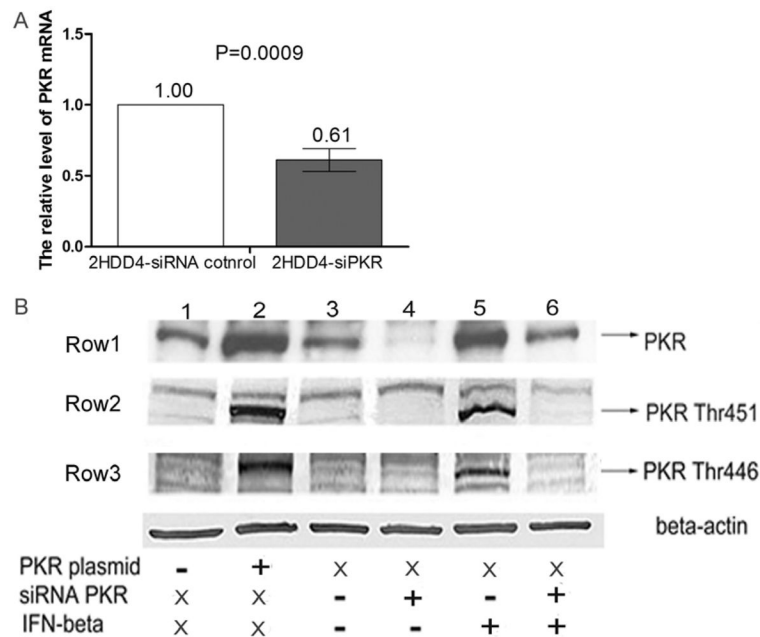 A
The relative level of PKR mRNA
1.5
1.0
0.5
0.0
P=0.0009
1.00
0.61
2HDD4-siRNA cotnrol 2HDD4-siPKR
B
1 2 3 4 5 6
Row1 PKR
Row2 PKR Thr451
Row3 PKR Thr446
beta-actin
PKR plasmid - + X X X X
siRNA PKR X X - + - +
IFN-beta X X - - + +